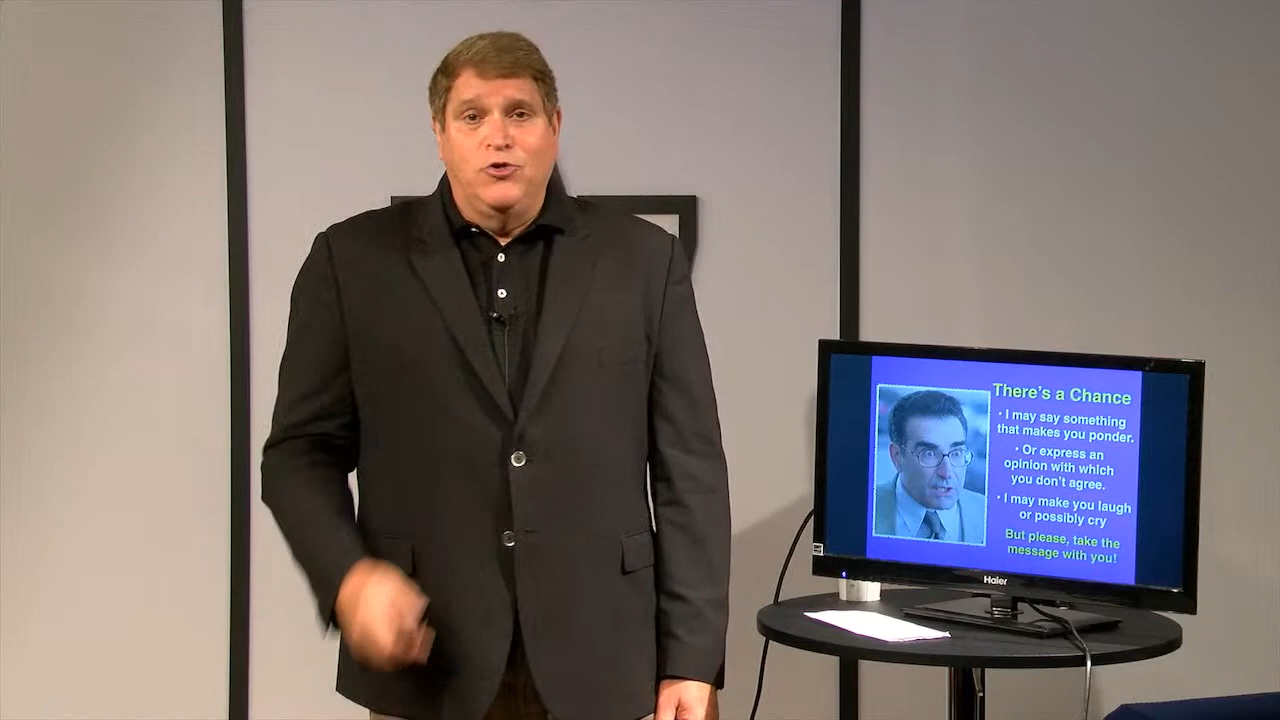 There's a Chance
• I may say something
that makes you ponder.
• Or express an
opinion with which
you don't agree.
• I may make you laugh
or possibly cry
But please, take the
message with you!
Haier